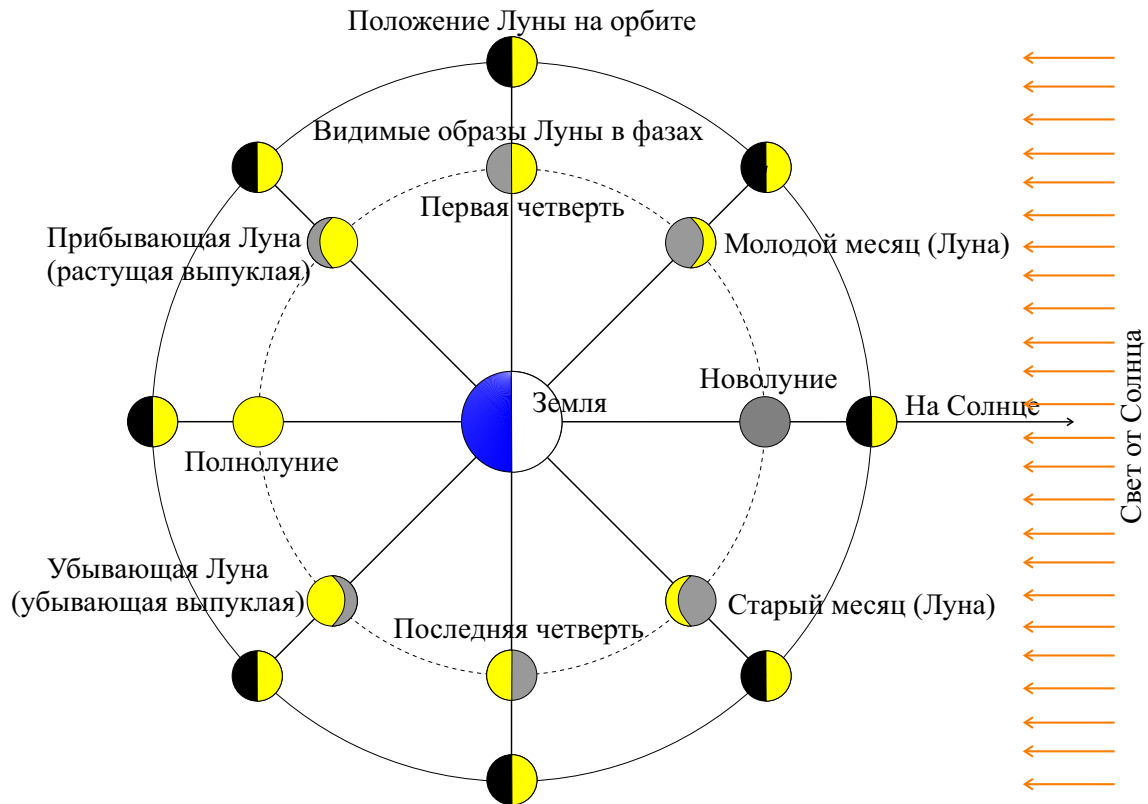 Положение Луны на орбите
Видимые образы Луны в фазах
Первая четверть
Прибывающая Луна
(растущая выпуклая)
Молодой месяц (Луна)
Новолуние
Земля
На Солнце
Свет от Солнца
Полнолуние
Убывающая Луна
(убывающая выпуклая)
Старый месяц (Луна)
Последняя четверть